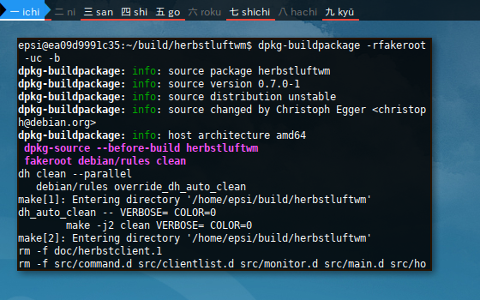 一 ichi 二 ni 三 san 四 shi 五 go 六 roku 七 shichi 八 hachi 九 kyú
epsi@ea09d9991c35:~/build/herbstluftwm$ dpkg-buildpackage -rfakeroot
-uc -b
dpkg-buildpackage: info: source package herbstluftwm
dpkg-buildpackage: info: source version 0.7.0-1
dpkg-buildpackage: info: source distribution unstable
dpkg-buildpackage: info: source changed by Christoph Egger <christop
h@debian.org>
dpkg-buildpackage: info: host architecture amd64
dpkg-source --before-build herbstluftwm
fakeroot debian/rules clean
dh clean --parallel
debian/rules override_dh_auto_clean
make[1]: Entering directory '/home/epsi/build/herbstluftwm'
dh_auto_clean -- VERBOSE= COLOR=0
make -j2 clean VERBOSE= COLOR=0
make[2]: Entering directory '/home/epsi/build/herbstluftwm'
rm -f doc/herbstclient.1
rm -f src/command.d src/clientlist.d src/monitor.d src/main.d src/ho